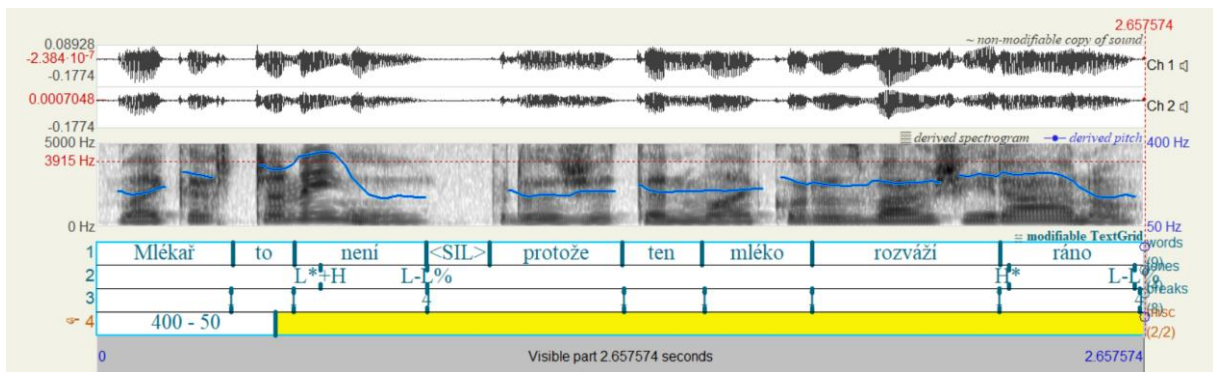 2.657574
0.08928
~ non-modifiable copy of sound
-2.384·10-7
-0.1774
Ch 1
0.0007048
Ch 2
-0.1774
5000 Hz
derived spectrogram derived pitch 400 Hz
3915 Hz
0 Hz
50 Hz
modifiable TextGrid
1 Mlékař to není <SIL> protože ten mléko rozváží ráno words
(9)
2 L*+H L-L% H* L-L% tones
3 4 4 breaks
(8)
4 400 - 50 misc
(2/2)
0 Visible part 2.657574 seconds 2.657574